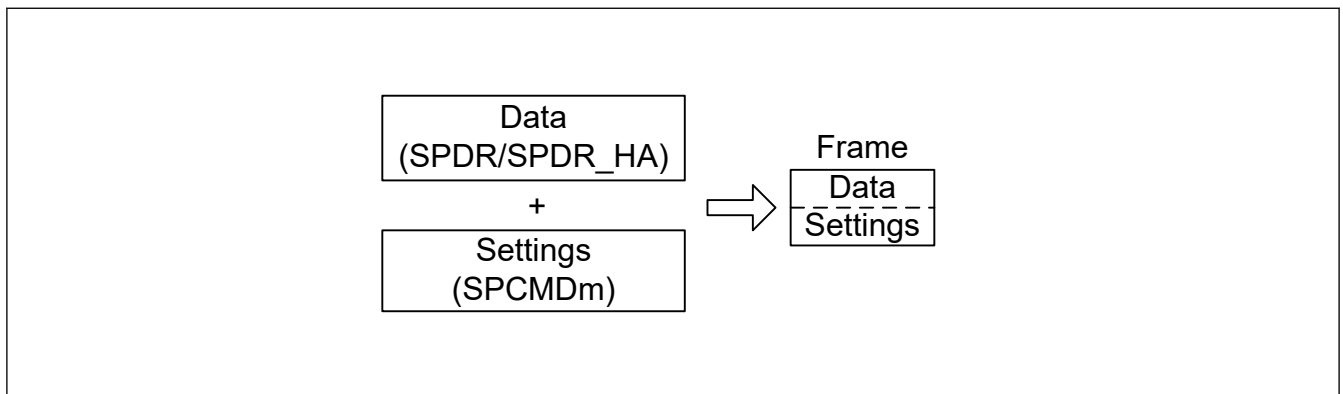 Data
(SPDR/SPDR_HA)
+
Settings
(SPCMDm)
Frame
Data
Settings